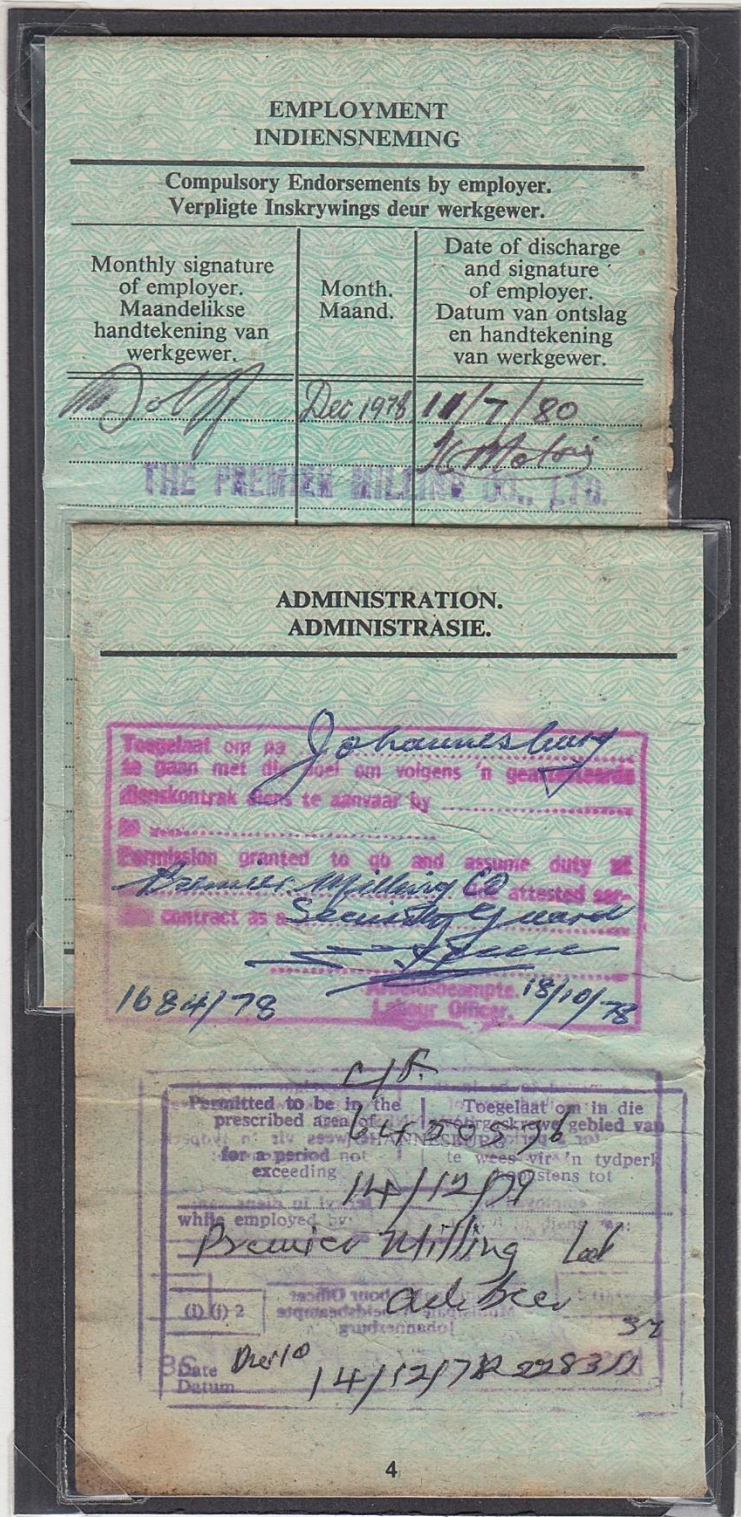 EMPLOYMENT
INDIENSNEMING
Compulsory Endorsements by employer.
Verpligte Inskrywings deur werkgewer.
Monthly signature
of employer.
Maandelikse
handtekening van
werkgewer.
Month.
Maand.
Date of discharge
and signature
of employer.
Datum van ontslag
en handtekening
van werkgewer.
Dec 1978
11/7/80
THE PREMIER MILLING CO., LTD.
ADMINISTRATION.
ADMINISTRASIE.
Toegelaat om na Johannesburg
te gaan met die doel om volgens 'n geattesteerde
dienskontrak diens te aanvaar by
Permission granted to go and assume duty at
Premier Milling CO attested ser-
contract as a Security Guard
Arbeidsbeampte.
Labour Officer.
18/10/78
1684/78
C/F.
Permitted to be in the
prescribed area of
JOHANNESBURG
for a period not
exceeding
Toegelaat om in die
voorgeskrewe gebied van
te wees vir 'n tydperk
hoogstens tot
14/12/79
while employed by
Premier Milling
(i) (j) 2
Date
Datum
14/12/78
4